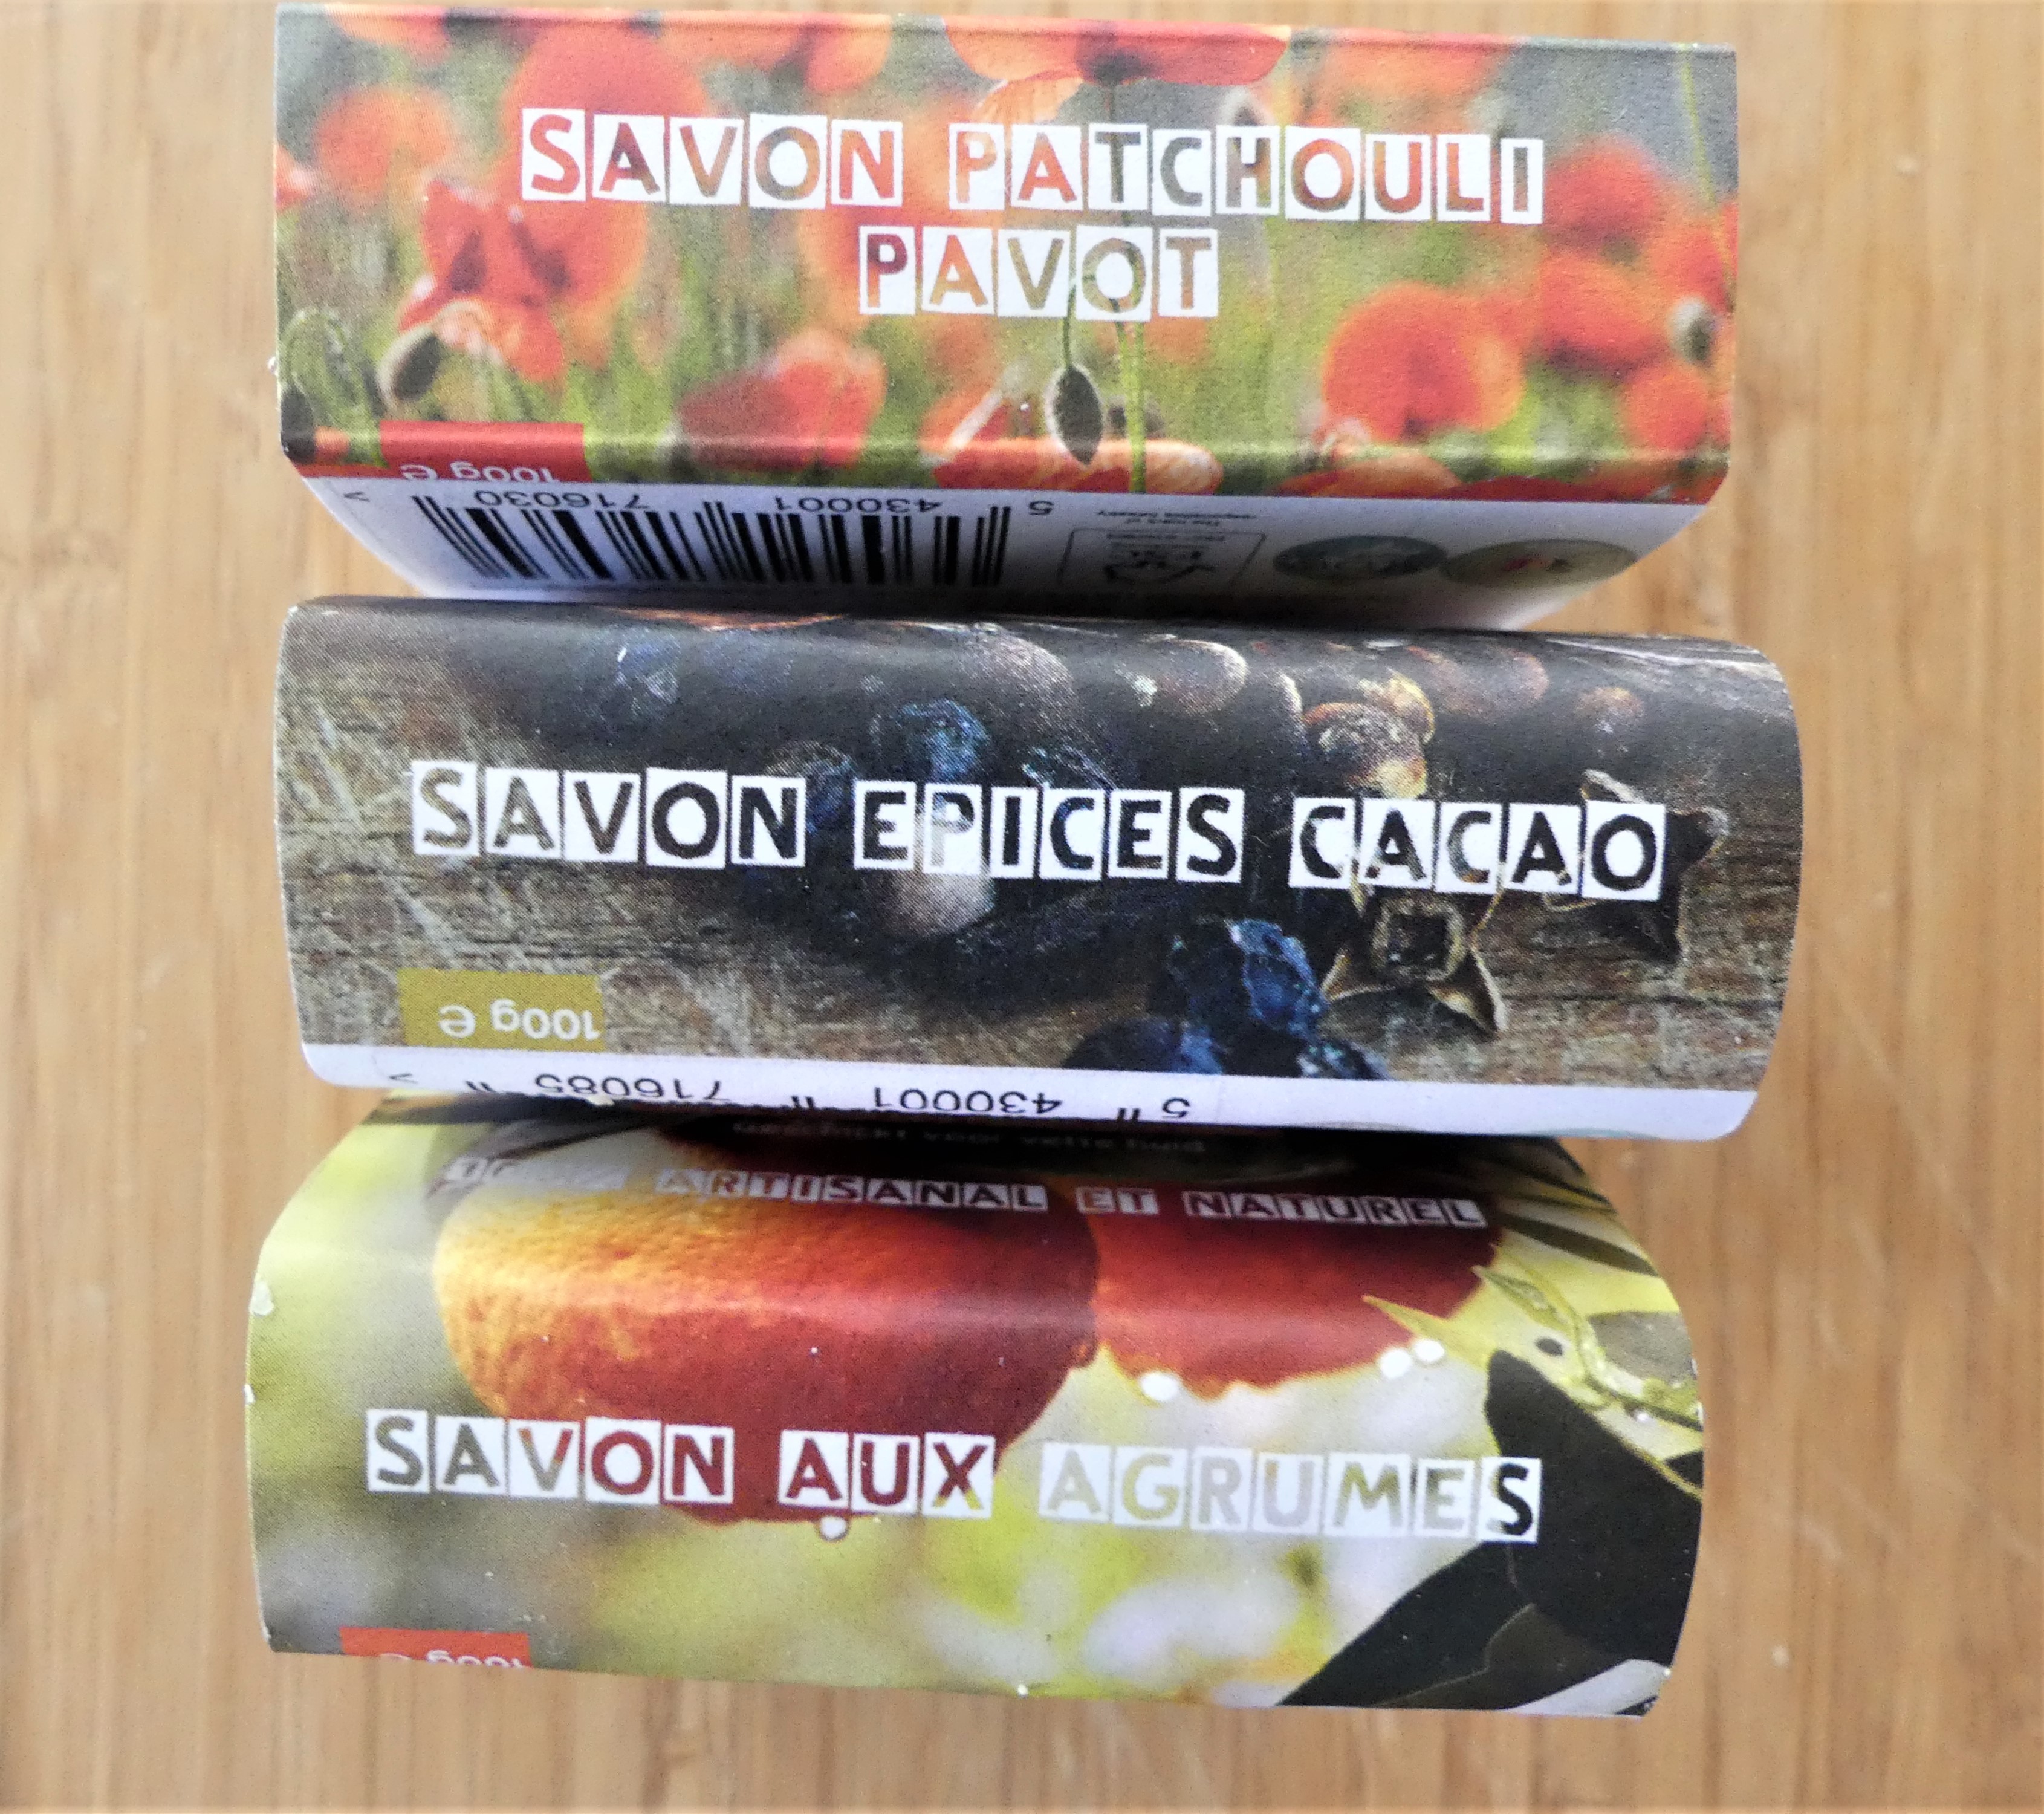 SAVON PATCHOULI
PAVOT
100g e
5 430001 716030 >
SAVON EPICES CACAO
100g e
5 430001 716085 >
ARTISANAL ET NATUREL
SAVON AUX AGRUMES
100g e